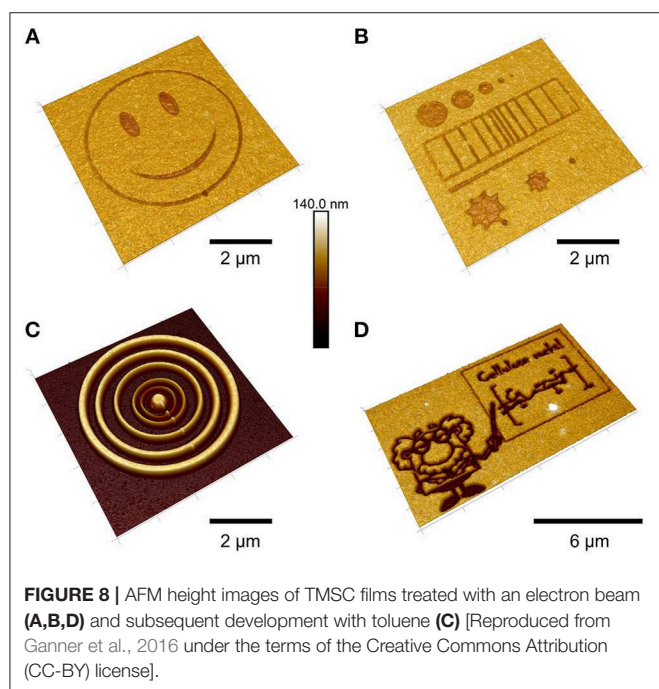 A
B
2 µm
140.0 nm
2 µm
C
D
Cellulose metal
2 µm
6 µm
FIGURE 8 | AFM height images of TMSC films treated with an electron beam
(A,B,D) and subsequent development with toluene (C) [Reproduced from
Ganner et al., 2016 under the terms of the Creative Commons Attribution
(CC-BY) license].